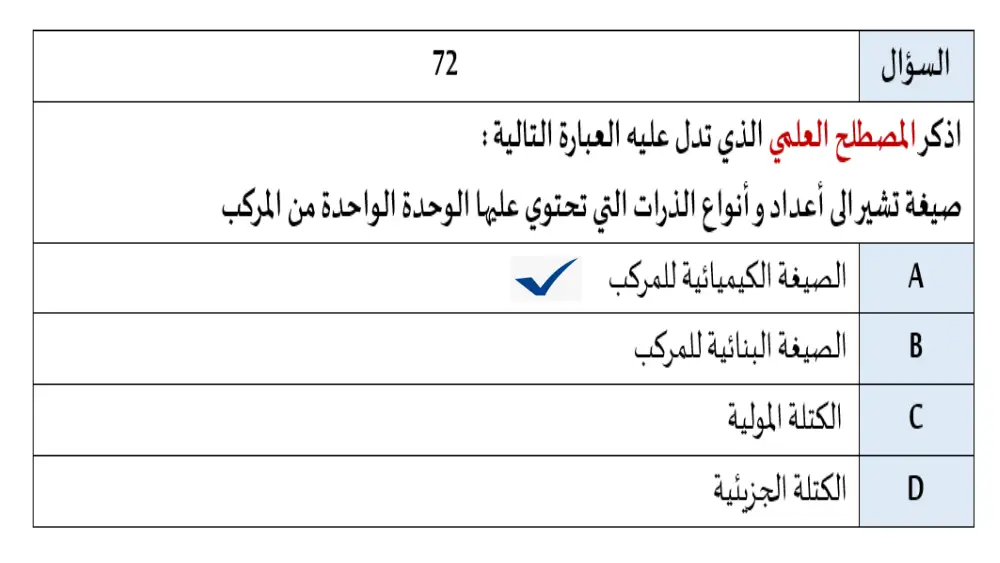 السؤال 72
اذكر المصطلح العلمي الذي تدل عليه العبارة التالية :
صيغة تشير الى أعداد و أنواع الذرات التي تحتوي عليها الوحدة الواحدة من المركب
A الصيغة الكيميائية للمركب
B الصيغة البنائية للمركب
C الكتلة المولية
D الكتلة الجزيئية